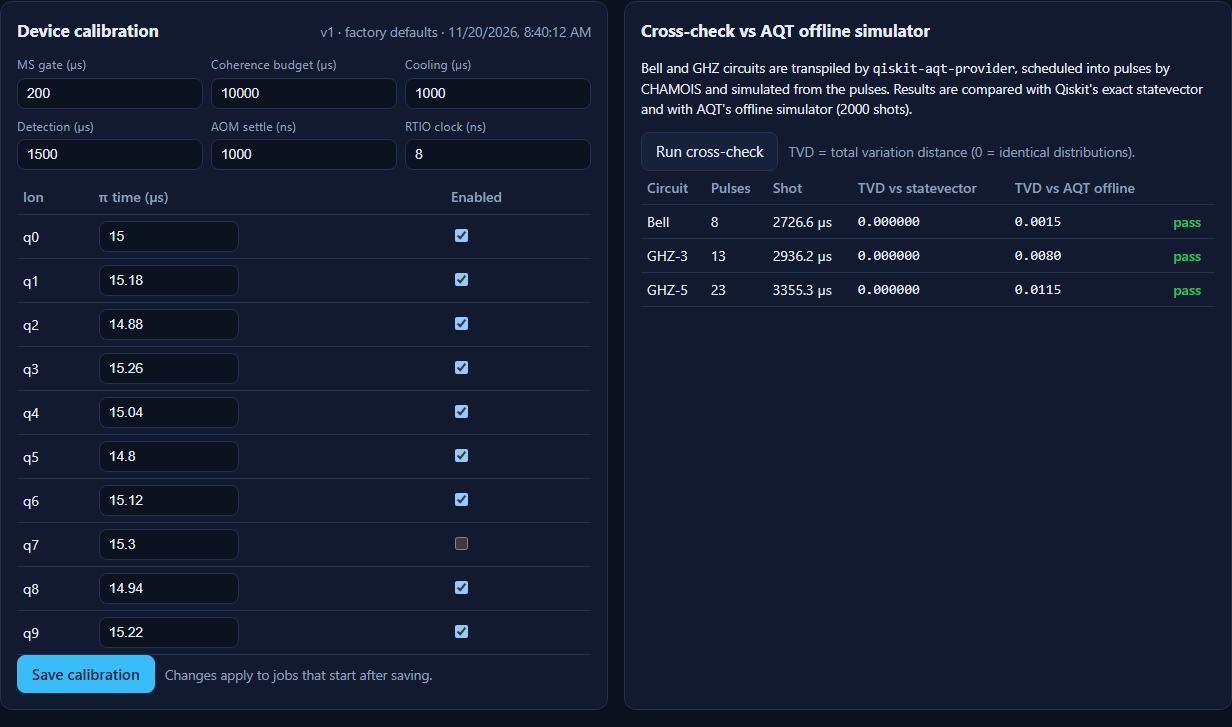 Device calibration
v1 · factory defaults · 11/20/2026, 8:40:12 AM
MS gate (µs) Coherence budget (µs) Cooling (µs)
200 10000 1000
Detection (µs) AOM settle (ns) RTIO clock (ns)
1500 1000 8
Ion π time (µs) Enabled
q0 15
q1 15.18
q2 14.88
q3 15.26
q4 15.04
q5 14.8
q6 15.12
q7 15.3
q8 14.94
q9 15.22
Save calibration Changes apply to jobs that start after saving.
Cross-check vs AQT offline simulator
Bell and GHZ circuits are transpiled by qiskit-aqt-provider, scheduled into pulses by
CHAMOIS and simulated from the pulses. Results are compared with Qiskit's exact statevector
and with AQT's offline simulator (2000 shots).
Run cross-check TVD = total variation distance (0 = identical distributions).
Circuit Pulses Shot TVD vs statevector TVD vs AQT offline
Bell 8 2726.6 µs 0.000000 0.0015 pass
GHZ-3 13 2936.2 µs 0.000000 0.0080 pass
GHZ-5 23 3355.3 µs 0.000000 0.0115 pass